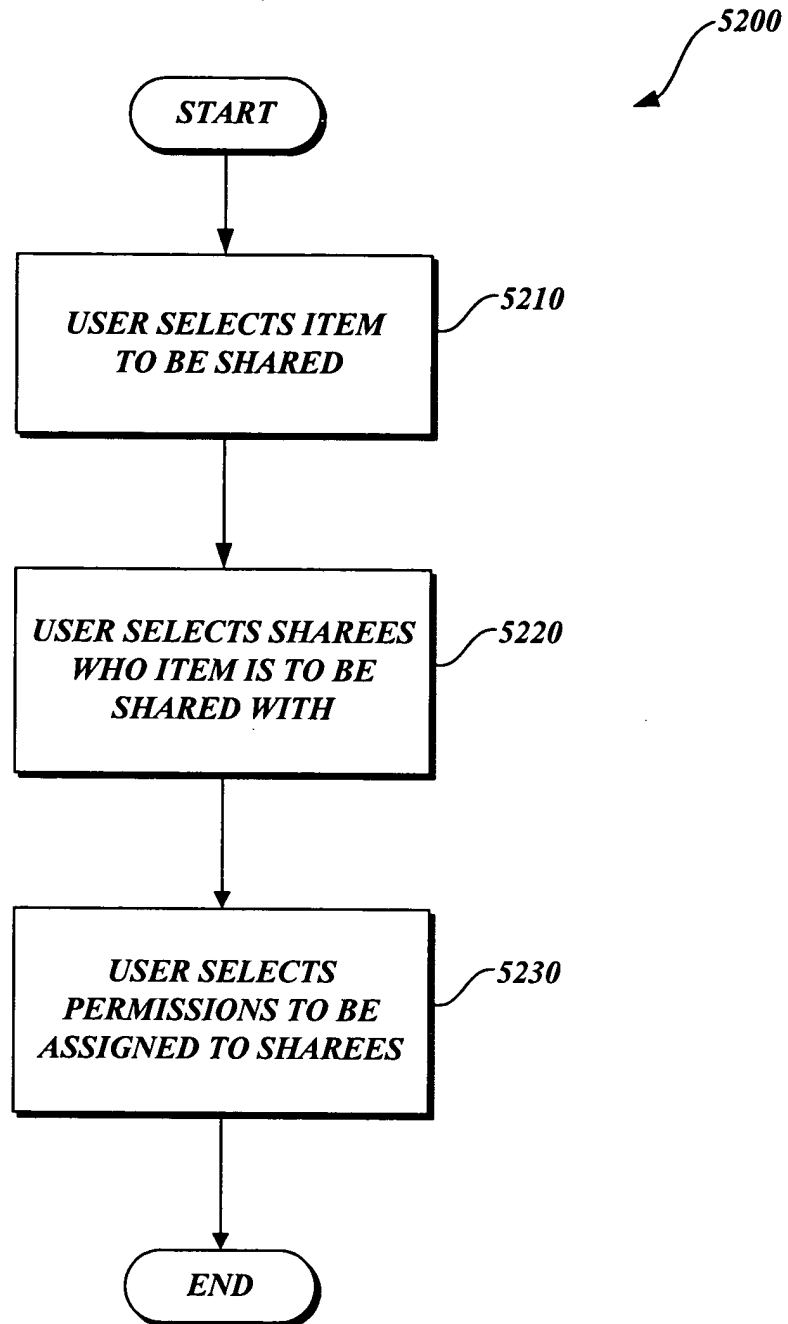 5200
START
USER SELECTS ITEM
TO BE SHARED
5210
USER SELECTS SHAREES
WHO ITEM IS TO BE
SHARED WITH
5220
USER SELECTS
PERMISSIONS TO BE
ASSIGNED TO SHAREES
5230
END